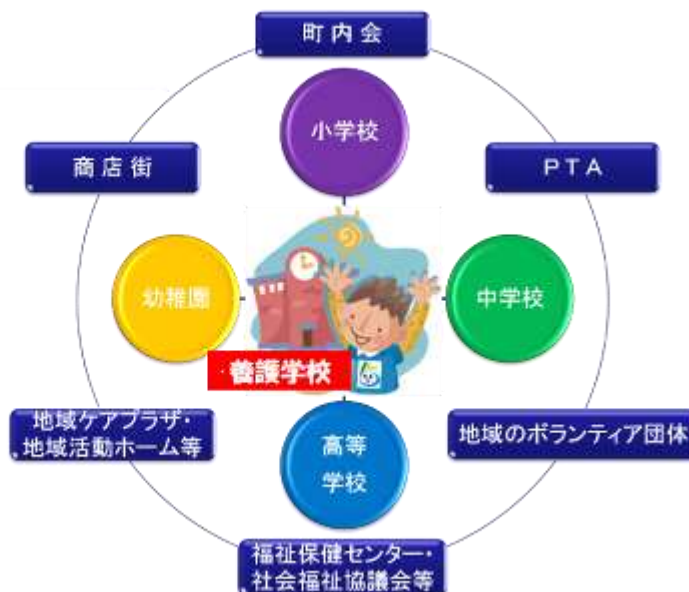 町内会
小学校
商店街
PTA
幼稚園
中学校
・養護学校
地域ケアプラザ・
地域活動ホーム等
高等
学校
地域のボランティア団体
福祉保健センター・
社会福祉協議会等